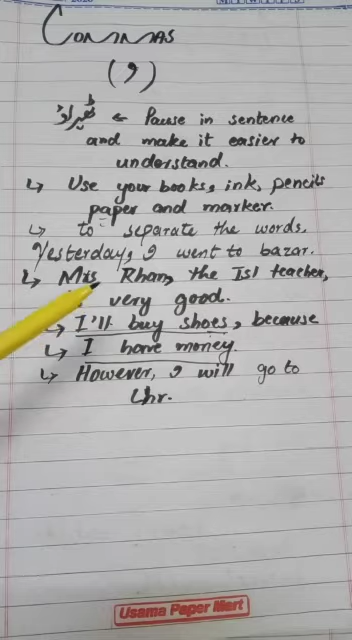 Commas
(,)
ٹھہراؤ ← Pause in sentence
and make it easier to
understand.
↳ Use your books, ink, pencils
paper and marker.
↳ to separate the words.
Yesterday, I went to bazar.
↳ Mrs Khan, the Isl teacher,
very good.
↳ I'll buy shoes, because
↳ I have money.
↳ However, I will go to
Lhr.
Usama Paper Mart